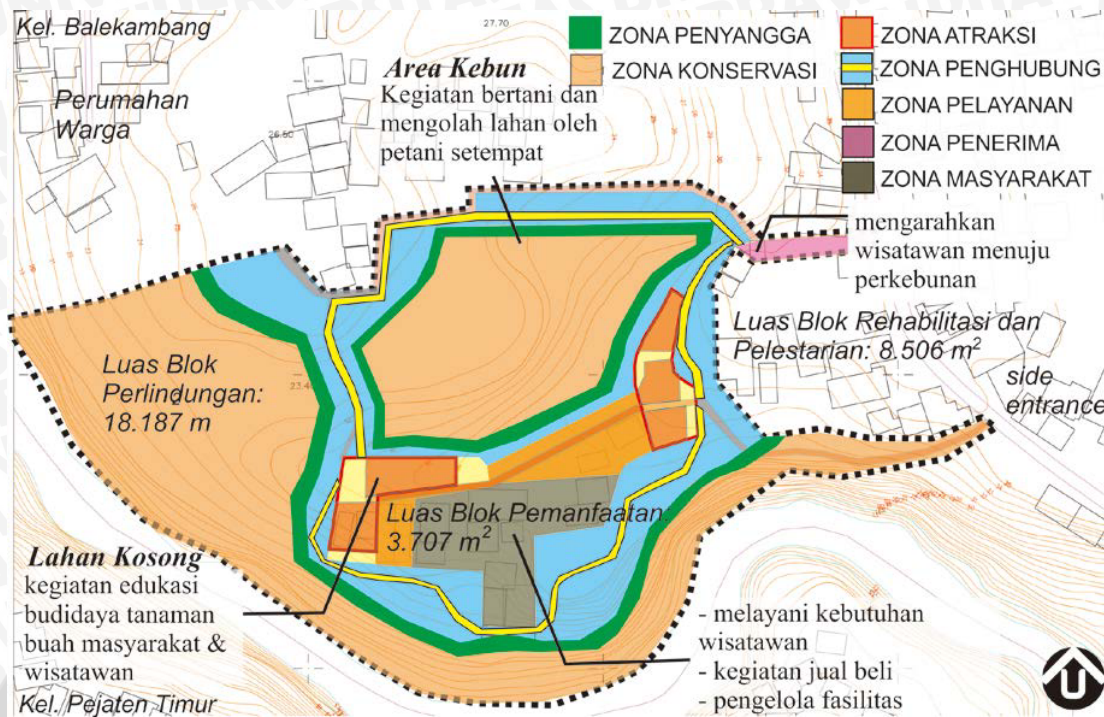 Kel. Balekambang
27.70
ZONA PENYANGGA
ZONA KONSERVASI
ZONA ATRAKSI
ZONA PENGHUBUNG
ZONA PELAYANAN
ZONA PENERIMA
ZONA MASYARAKAT
Perumahan
Warga
26.50
Area Kebun
Kegiatan bertani dan
mengolah lahan oleh
petani setempat
mengarahkan
wisatawan menuju
perkebunan
Luas Blok Rehabilitasi dan
Pelestarian: 8.506 m²
side
entrance
Luas Blok
Perlindungan:
2
18.187 m
23.40
Luas Blok Pemanfaatan:
3.707 m²
Lahan Kosong
kegiatan edukasi
budidaya tanaman
buah masyarakat &
wisatawan
Kel. Pejaten Timur
- melayani kebutuhan
wisatawan
- kegiatan jual beli
- pengelola fasilitas
U